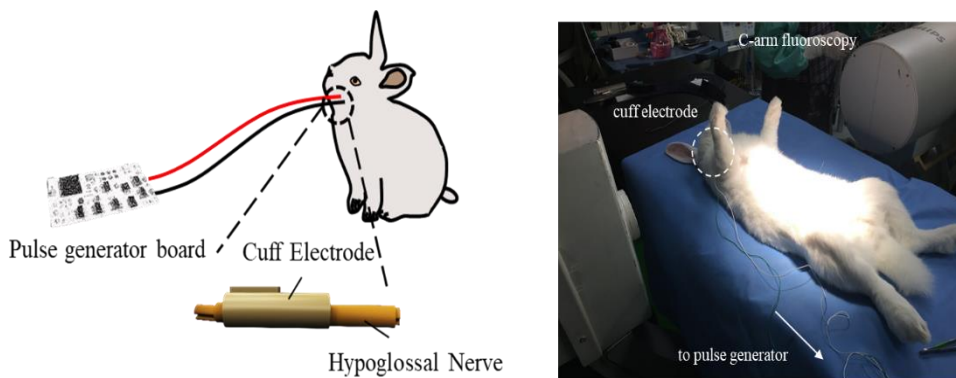 Pulse generator board
Cuff Electrode
Hypoglossal Nerve
C-arm fluoroscopy
cuff electrode
to pulse generator